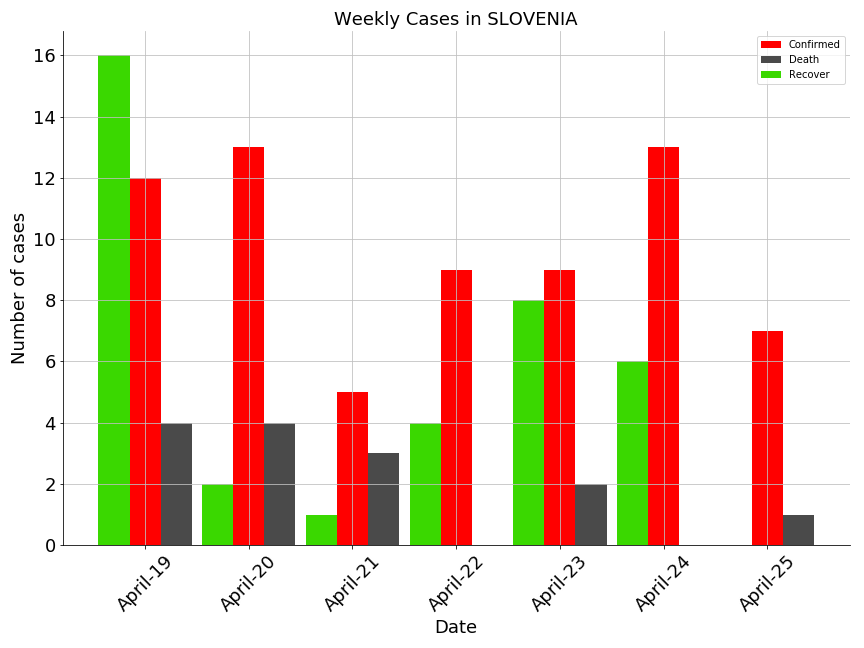 Weekly Cases in SLOVENIA
Confirmed
Death
Recover
Number of cases
16
14
12
10
8
6
4
2
0
April-19
April-20
April-21
April-22
April-23
April-24
April-25
Date